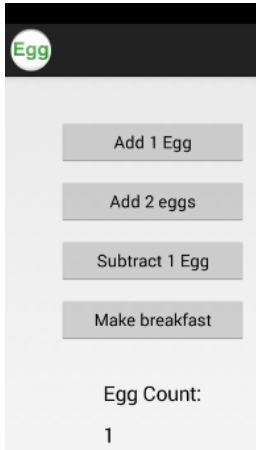 Egg
Add 1 Egg
Add 2 eggs
Subtract 1 Egg
Make breakfast
Egg Count:
1